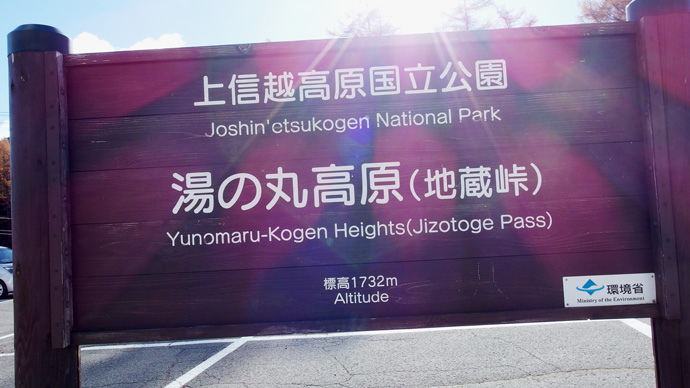 上信越高原国立公園
Joshin'etsukogen National Park
湯の丸高原(地蔵峠)
Yunomaru-Kogen Heights(Jizotoge Pass)
標高1732m
Altitude
環境省
Ministry of the Environment